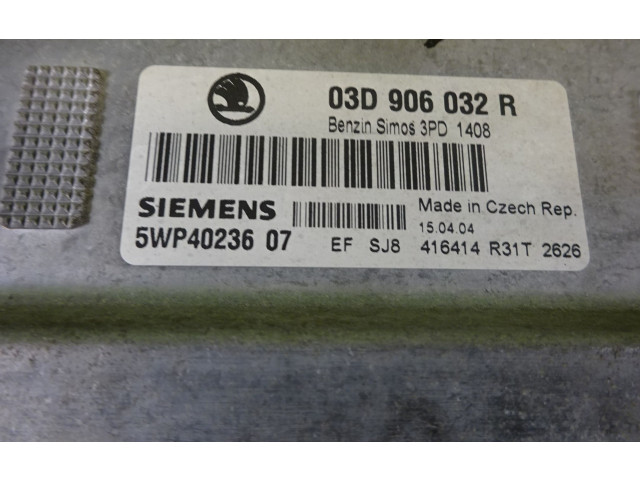 03D 906 032 R
Benzin Simos 3PD 1408
SIEMENS
Made in Czech Rep.
15.04.04
5WP40236 07
EF SJ8 416414 R31T 2626